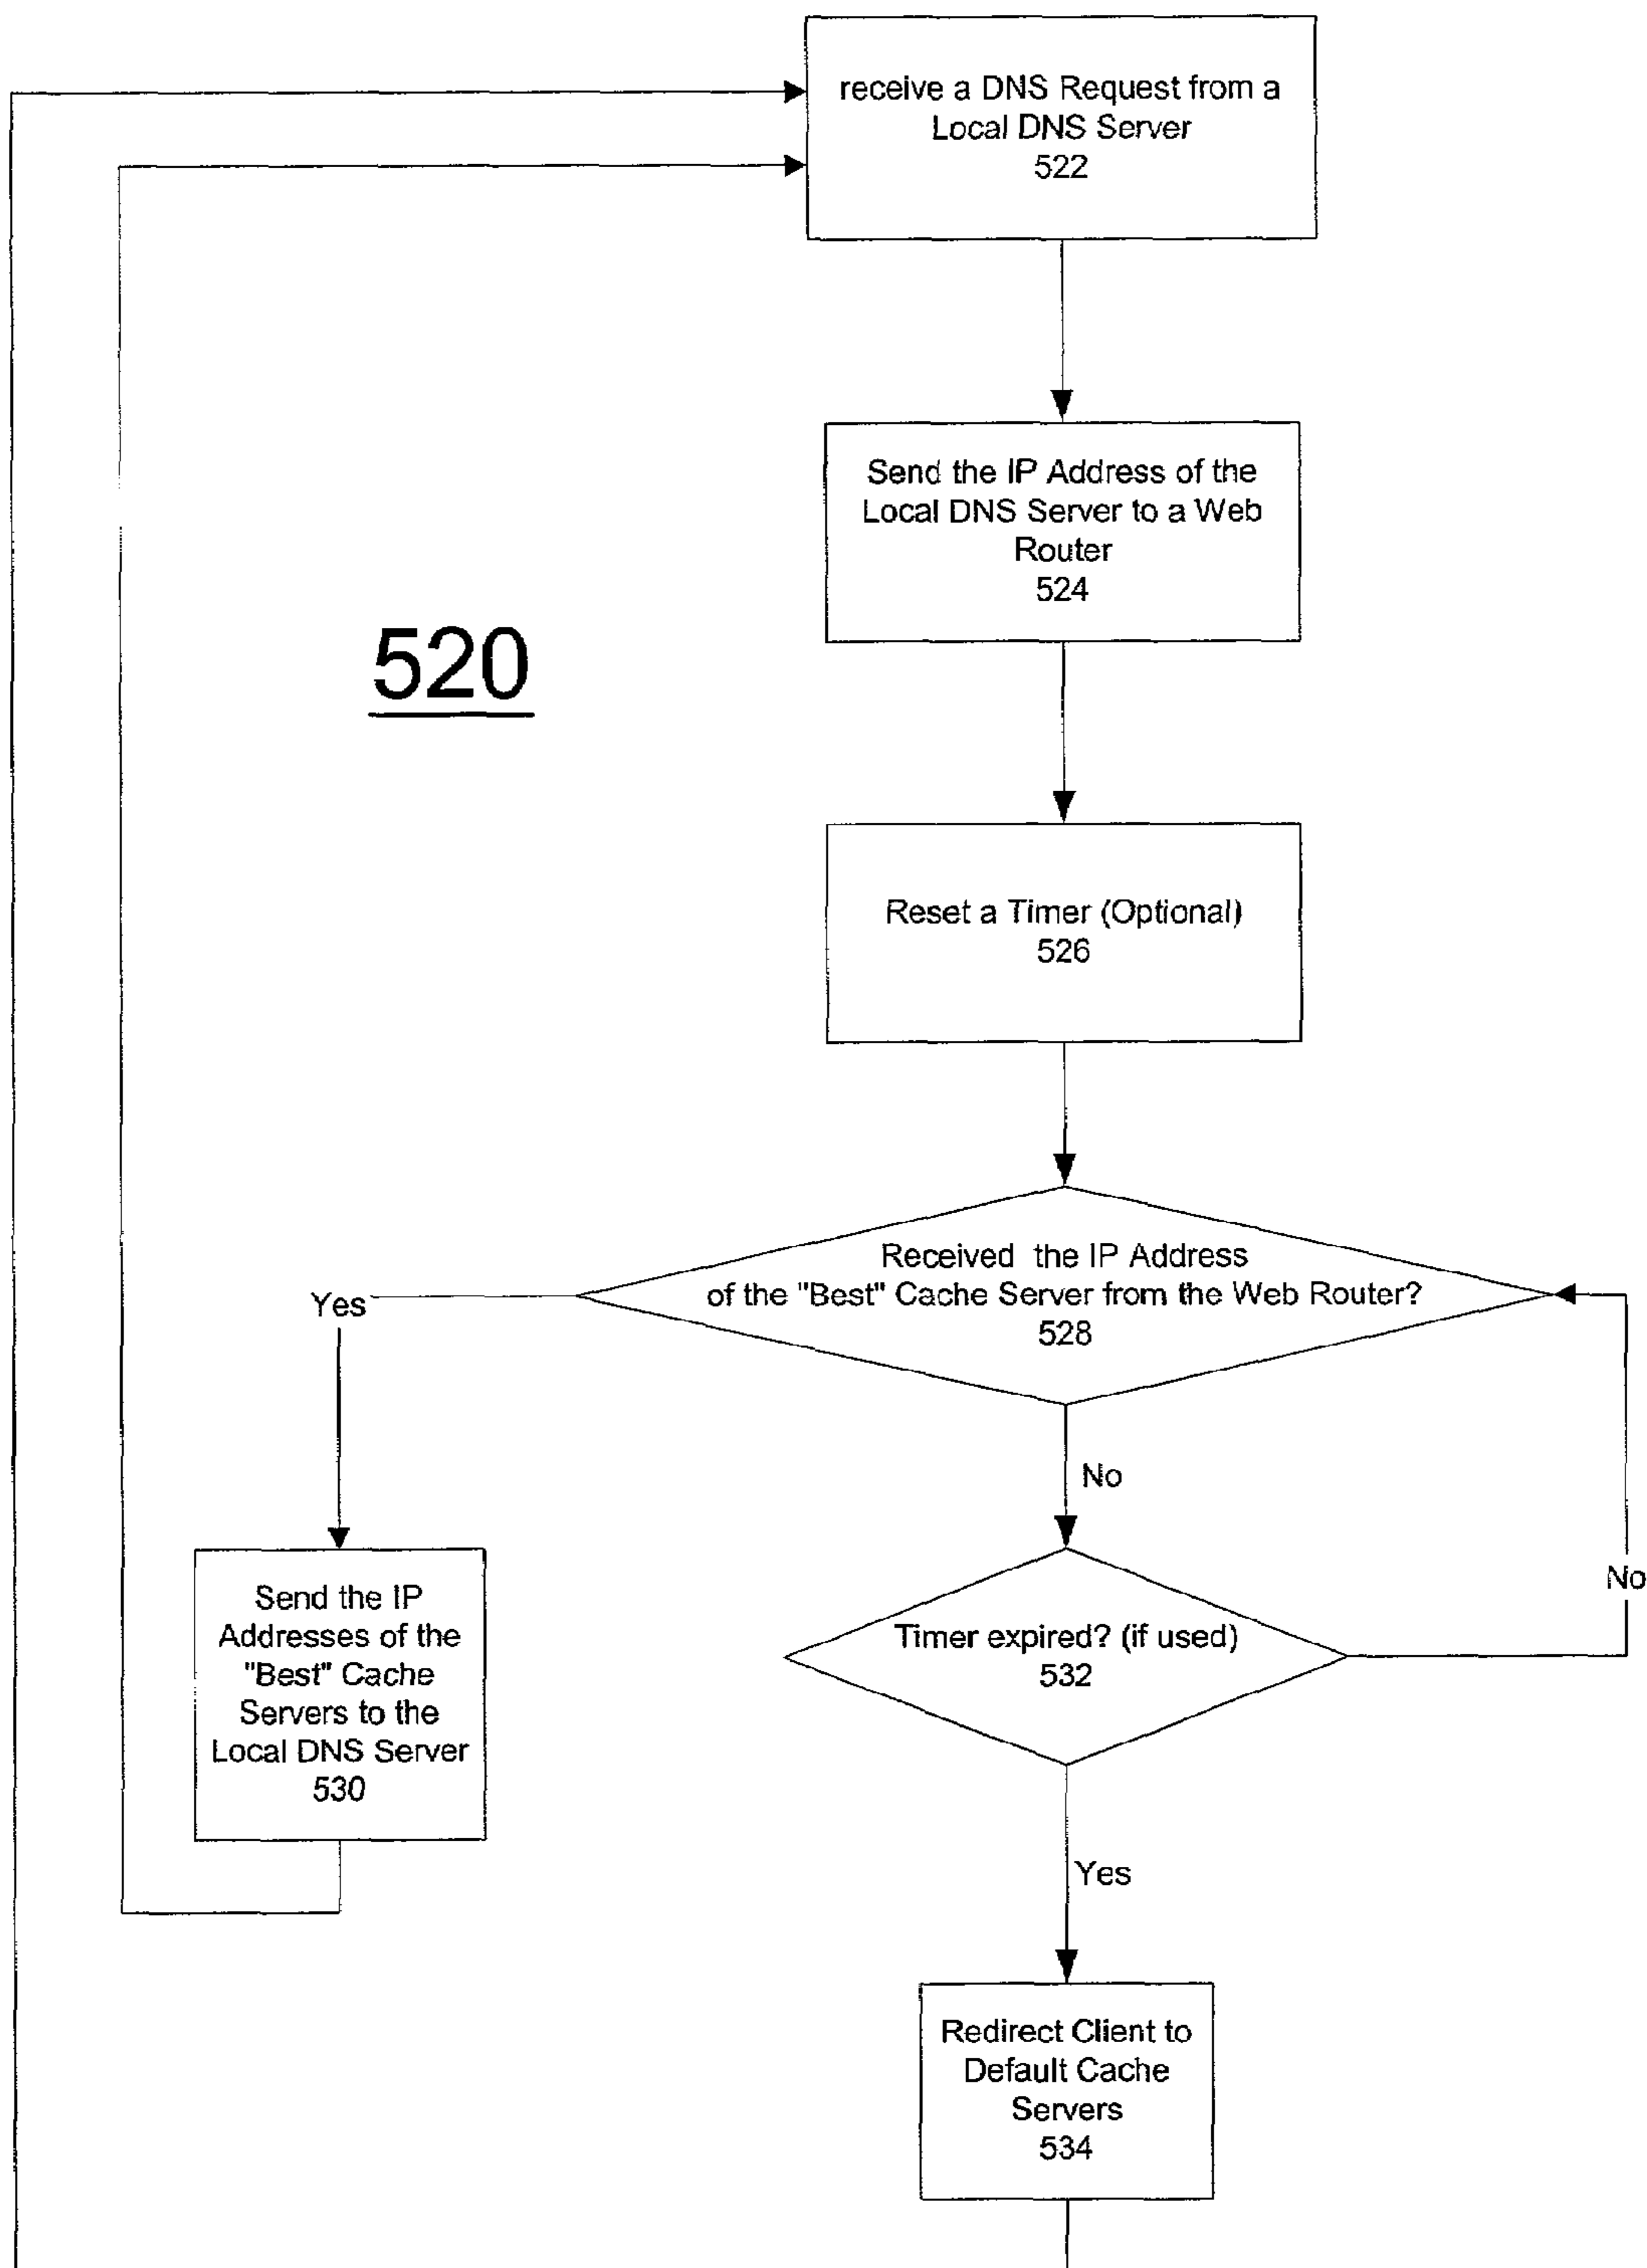 receive a DNS Request from a
Local DNS Server
522
Send the IP Address of the
Local DNS Server to a Web
Router
524
520
Reset a Timer (Optional)
526
Received the IP Address
of the "Best" Cache Server from the Web Router?
528
Yes
No
Send the IP
Addresses of the
"Best" Cache
Servers to the
Local DNS Server
530
Timer expired? (if used)
532
No
Yes
Redirect Client to
Default Cache
Servers
534